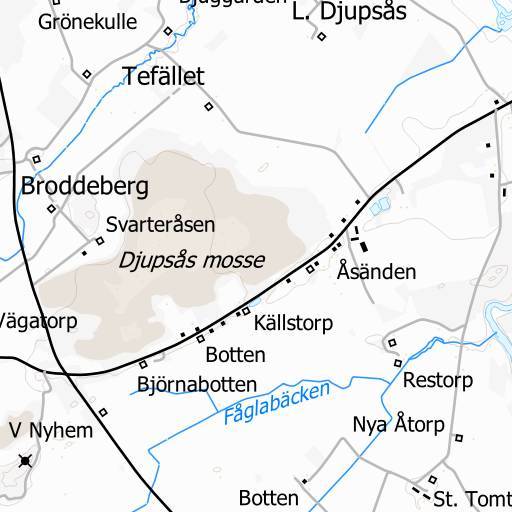 Djäggården
L. Djupsås
Grönekulle
Tefället
Broddeberg
Svarteråsen
Djupsås mosse
Åsänden
Vägatorp
Källstorp
Botten
Björnabotten
Restorp
Fåglabäcken
Nya Åtorp
V Nyhem
Botten
St. Tomt